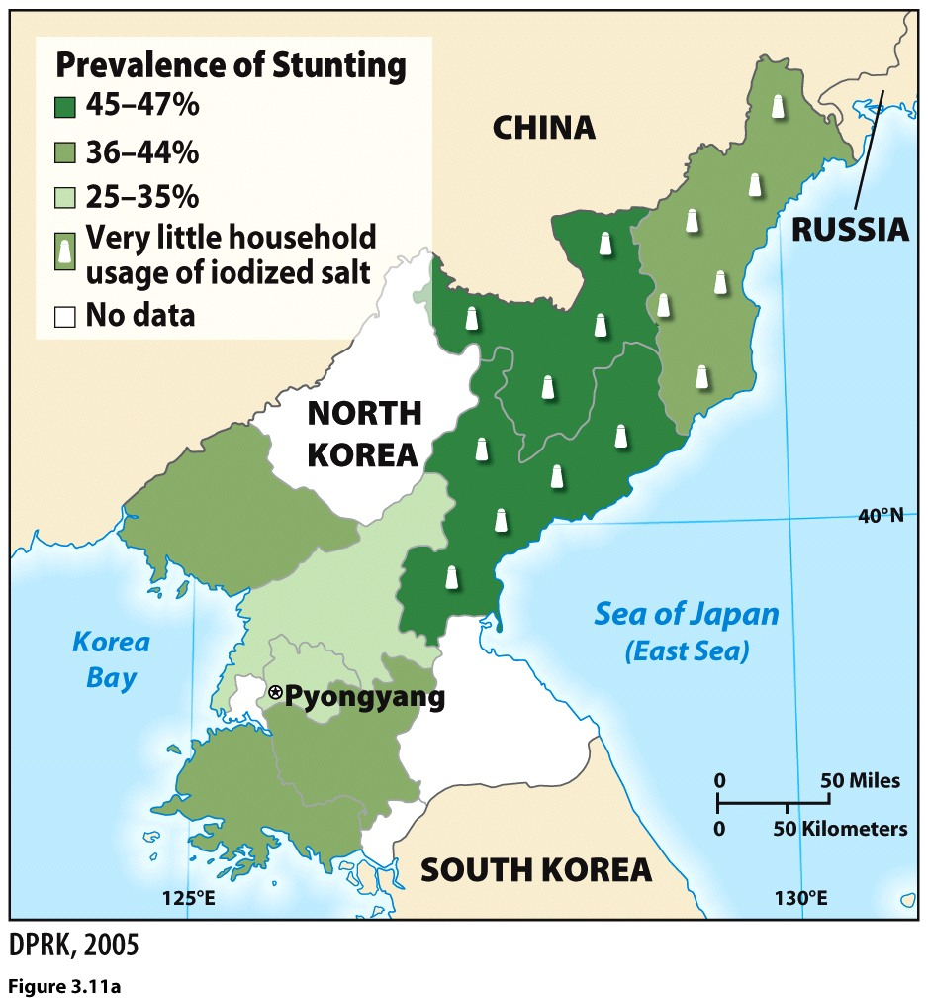 Prevalence of Stunting
45–47%
36–44%
25–35%
Very little household
usage of iodized salt
No data
CHINA
RUSSIA
NORTH
KOREA
40°N
Korea
Bay
Sea of Japan
(East Sea)
Pyongyang
0 50 Miles
0 50 Kilometers
SOUTH KOREA
125°E
130°E
DPRK, 2005
Figure 3.11a